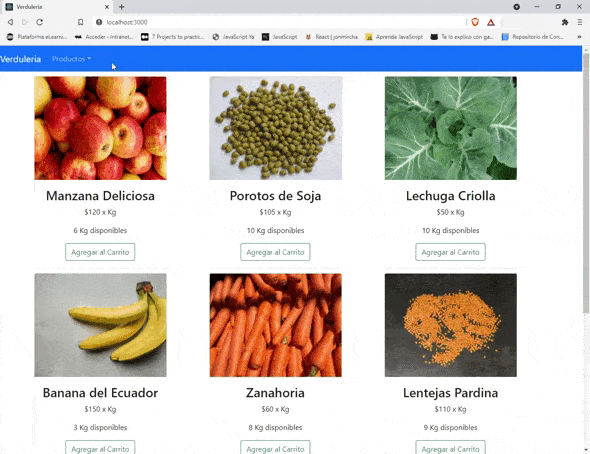 Verduleria
localhost:3000
Plataforma eLearni...
Acceder ‹ Intranet...
7 Projects to practic...
JavaScript Ya
JavaScript
React | jonmircha
Aprende JavaScript
Te lo explico con ga...
Repositorio de Con...
Verduleria
Productos
Manzana Deliciosa
Porotos de Soja
Lechuga Criolla
$120 x Kg
$105 x Kg
$50 x Kg
6 Kg disponibles
10 Kg disponibles
10 Kg disponibles
Agregar al Carrito
Agregar al Carrito
Agregar al Carrito
Banana del Ecuador
Zanahoria
Lentejas Pardina
$150 x Kg
$60 x Kg
$110 x Kg
3 Kg disponibles
8 Kg disponibles
9 Kg disponibles
Agregar al Carrito
Agregar al Carrito
Agregar al Carrito